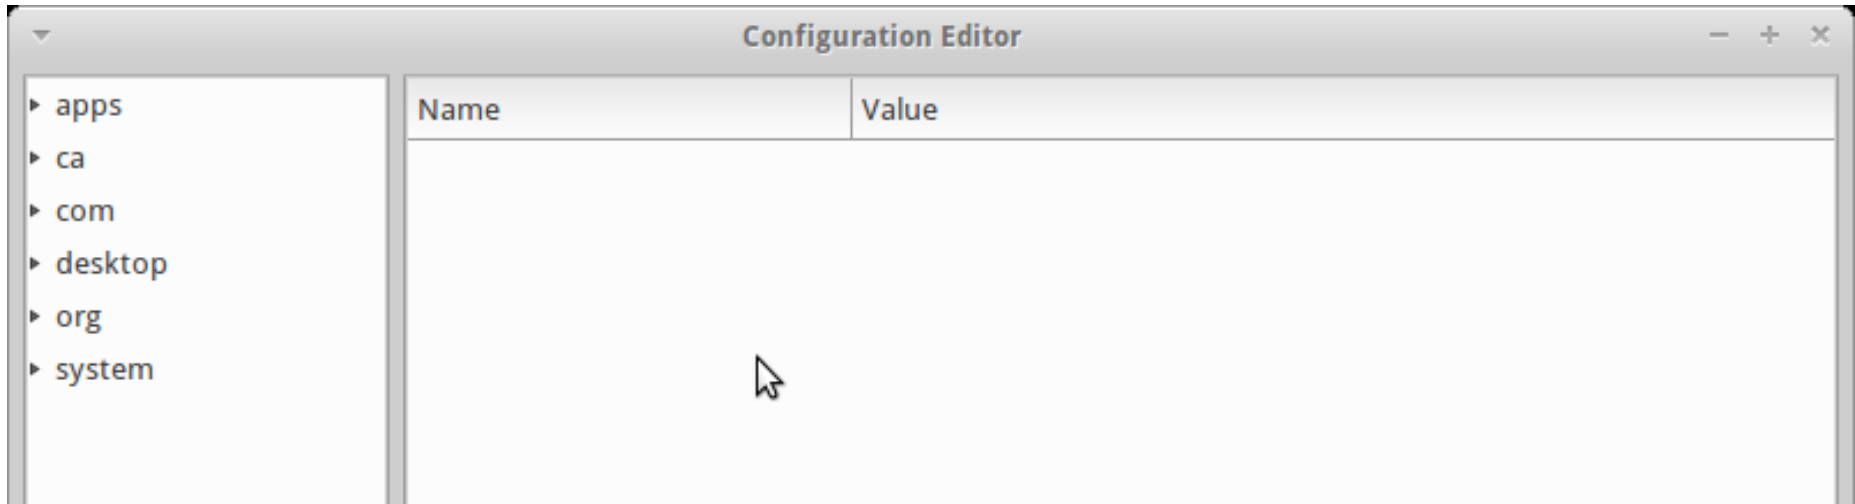 Configuration Editor
apps
ca
com
desktop
org
system
Name Value